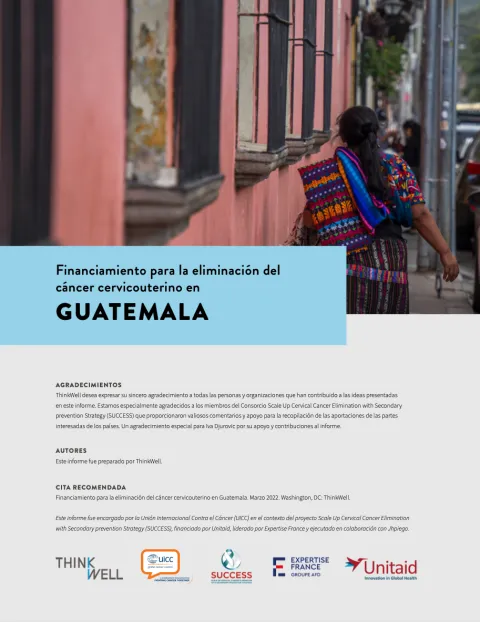 Financiamiento para la eliminación del
cáncer cervicouterino en
GUATEMALA
AGRADECIMIENTOS
ThinkWell desea expresar su sincero agradecimiento a todas las personas y organizaciones que han contribuido a las ideas presentadas
en este informe. Estamos especialmente agradecidos a los miembros del Consorcio Scale Up Cervical Cancer Elimination with Secondary
prevention Strategy (SUCCESS) que proporcionaron valiosos comentarios y apoyo para la recopilación de las aportaciones de las partes
interesadas de los países. Un agradecimiento especial para Iva Djurovic por su apoyo y contribuciones al informe.
AUTORES
Este informe fue preparado por ThinkWell.
CITA RECOMENDADA
Financiamiento para la eliminación del cáncer cervicouterino en Guatemala. Marzo 2022. Washington, DC: ThinkWell.
Este informe fue encargado por la Unión Internacional Contra el Cáncer (UICC) en el contexto del proyecto Scale Up Cervical Cancer Elimination
with Secondary prevention Strategy (SUCCESS), financiado por Unitaid, liderado por Expertise France y ejecutado en colaboración con Jhpiego.
THINK
WELL
UICC
SUCCESS
EXPERTISE
FRANCE
GROUPE AFD
Unitaid
Innovation in Global Health